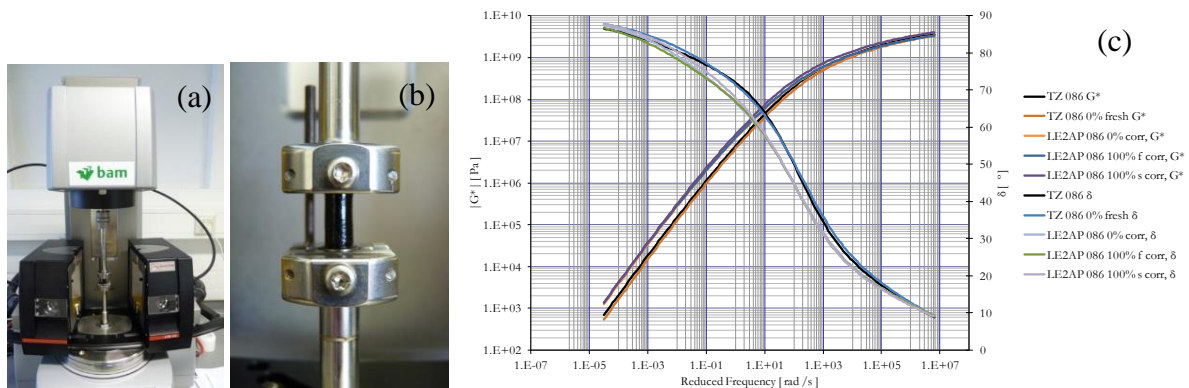 (a)
bam
(b)
(c)
1.E+10
1.E+09
1.E+08
1.E+07
1.E+06
1.E+05
1.E+04
1.E+03
1.E+02
| G* | [ Pa]
90
80
70
60
50
40
30
20
10
0
δ [ °]
1.E-07
1.E-05
1.E-03
1.E-01
1.E+01
1.E+03
1.E+05
1.E+07
Reduced Frequency [ rad /s ]
TZ 086 G*
TZ 086 0% fresh G*
LE2AP 086 0% corr, G*
LE2AP 086 100% f corr, G*
LE2AP 086 100% s corr, G*
TZ 086 δ
TZ 086 0% fresh δ
LE2AP 086 0% corr, δ
LE2AP 086 100% f corr, δ
LE2AP 086 100% s corr, δ